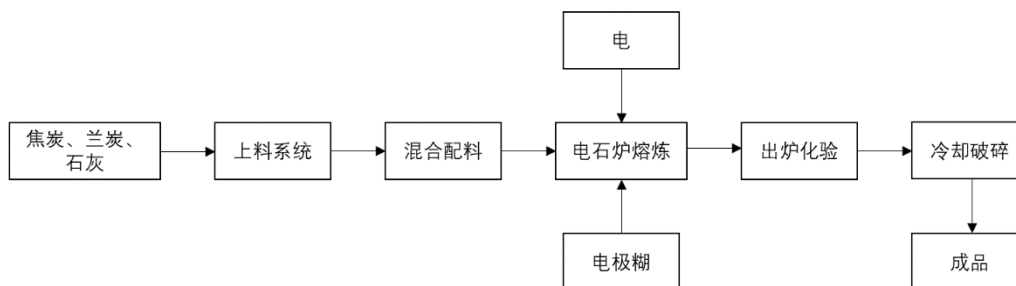 电
焦炭、兰炭、
石灰
上料系统
混合配料
电石炉熔炼
出炉化验
冷却破碎
电极糊
成品